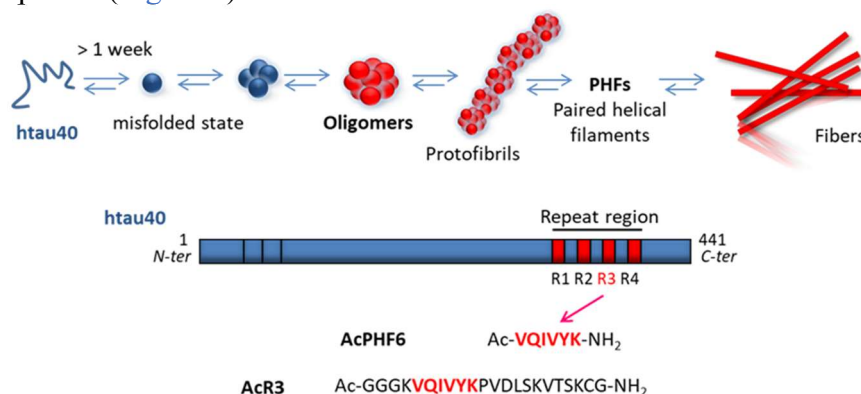 > 1 week
htau40
misfolded state
Oligomers
Protofibrils
PHFs
Paired helical
filaments
Fibers
htau40
Repeat region
1
441
N-ter
C-ter
R1 R2 R3 R4
AcPHF6 Ac-VQIVYK-NH2
AcR3 Ac-GGGKVQIVYKPVDLSKVTSKCG-NH2